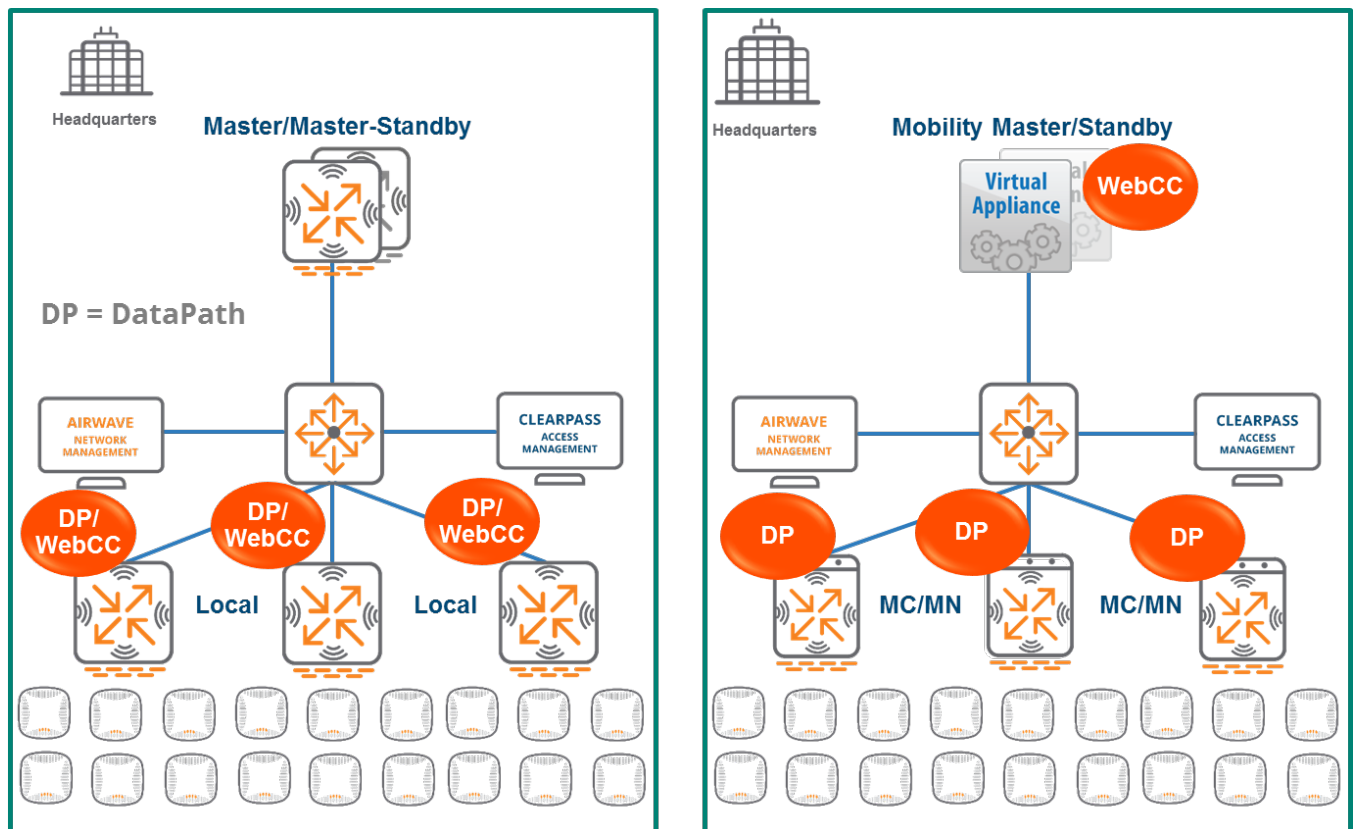 Headquarters
Master/Master-Standby
DP = DataPath
AIRWAVE
NETWORK
MANAGEMENT
CLEARPASS
ACCESS
MANAGEMENT
DP/
WebCC
DP/
WebCC
DP/
WebCC
Local
Local
Headquarters
Mobility Master/Standby
Virtual
Appliance
WebCC
AIRWAVE
NETWORK
MANAGEMENT
CLEARPASS
ACCESS
MANAGEMENT
DP
DP
DP
MC/MN
MC/MN